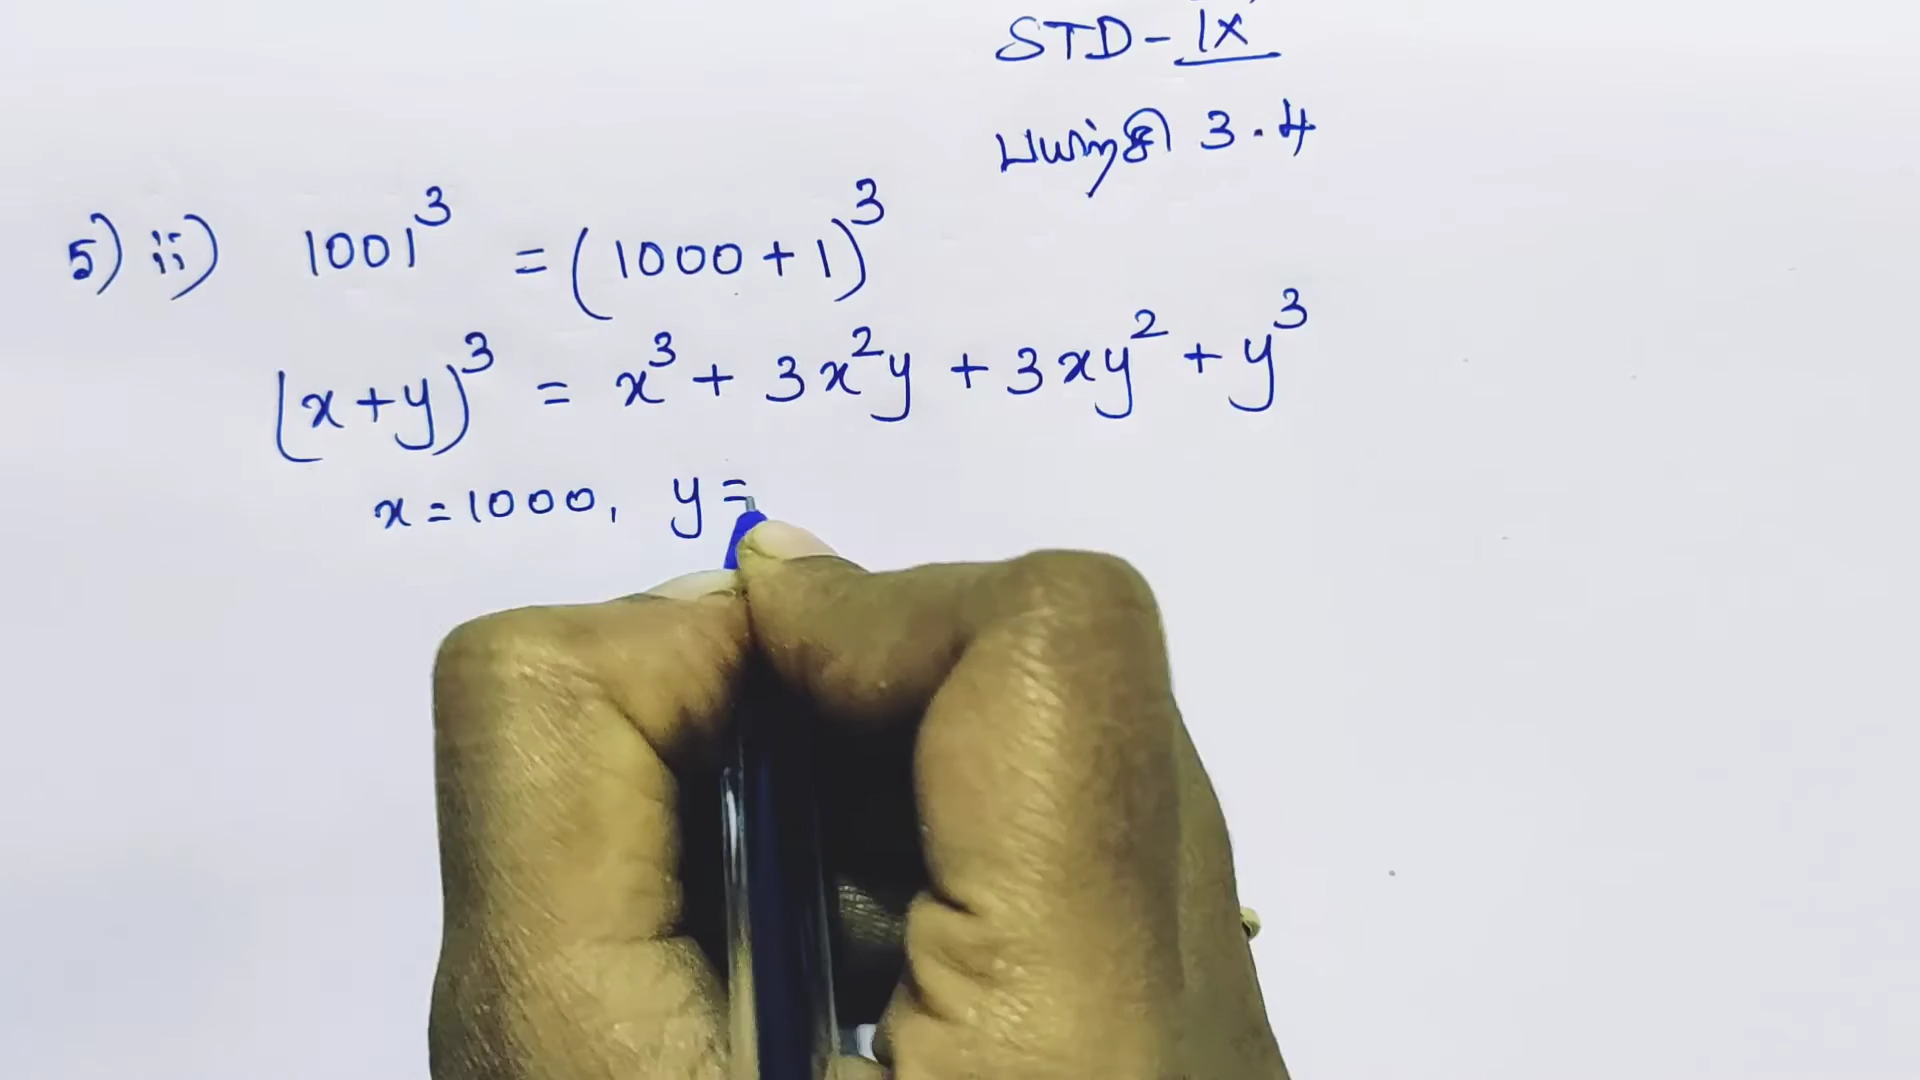 STD - IX
பயிற்சி 3.4
5) ii) 1001³ = (1000 + 1)³
(x+y)³ = x³ + 3x²y + 3xy² + y³
x = 1000, y =